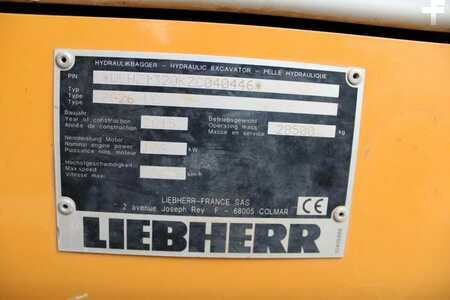 HYDRAULIKBAGGER - HYDRAULIC EXCAVATOR - PELLE HYDRAULIQUE
PIN
Typ
Type
Type
Baujahr
Year of construction
Année de construction
Betriebsgewicht
Operating mass 28500 kg
Masse en service
Nennleistung Motor
Nominal engine power kW
Puissance nom. moteur
Höchstgeschwindigkeit
Max speed km/h
Vitesse maxi
LIEBHERR-FRANCE SAS
2 avenue Joseph Rey F - 68005 COLMAR
CE
LIEBHERR